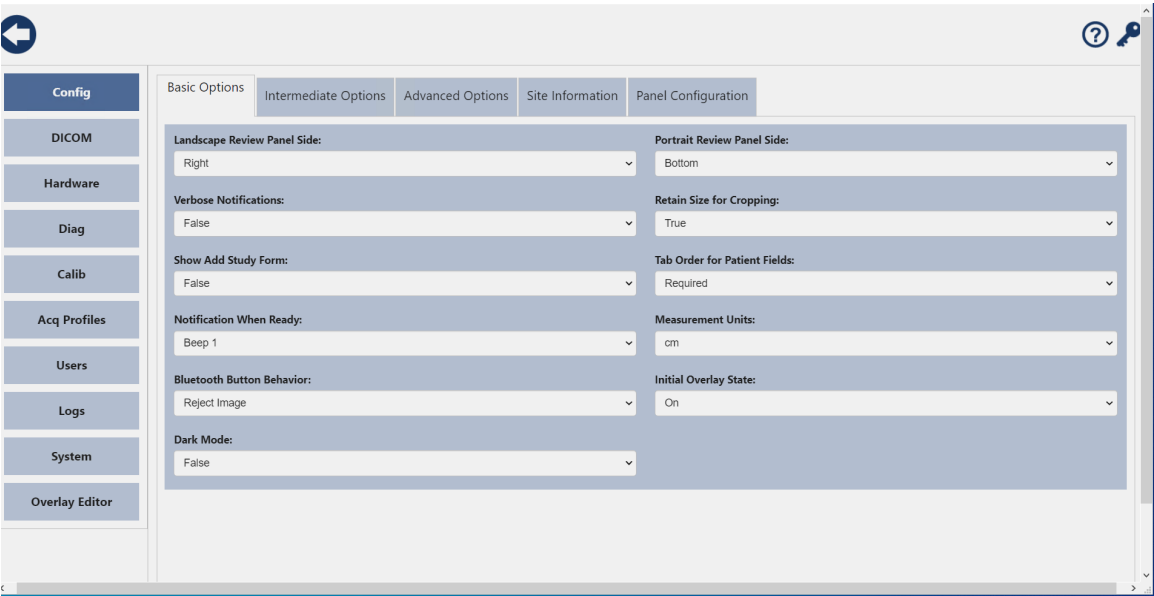 ?
Config
DICOM
Hardware
Diag
Calib
Acq Profiles
Users
Logs
System
Overlay Editor
Basic Options
Intermediate Options
Advanced Options
Site Information
Panel Configuration
Landscape Review Panel Side:
Right
Portrait Review Panel Side:
Bottom
Verbose Notifications:
False
Retain Size for Cropping:
True
Show Add Study Form:
False
Tab Order for Patient Fields:
Required
Notification When Ready:
Beep 1
Measurement Units:
cm
Bluetooth Button Behavior:
Reject Image
Initial Overlay State:
On
Dark Mode:
False